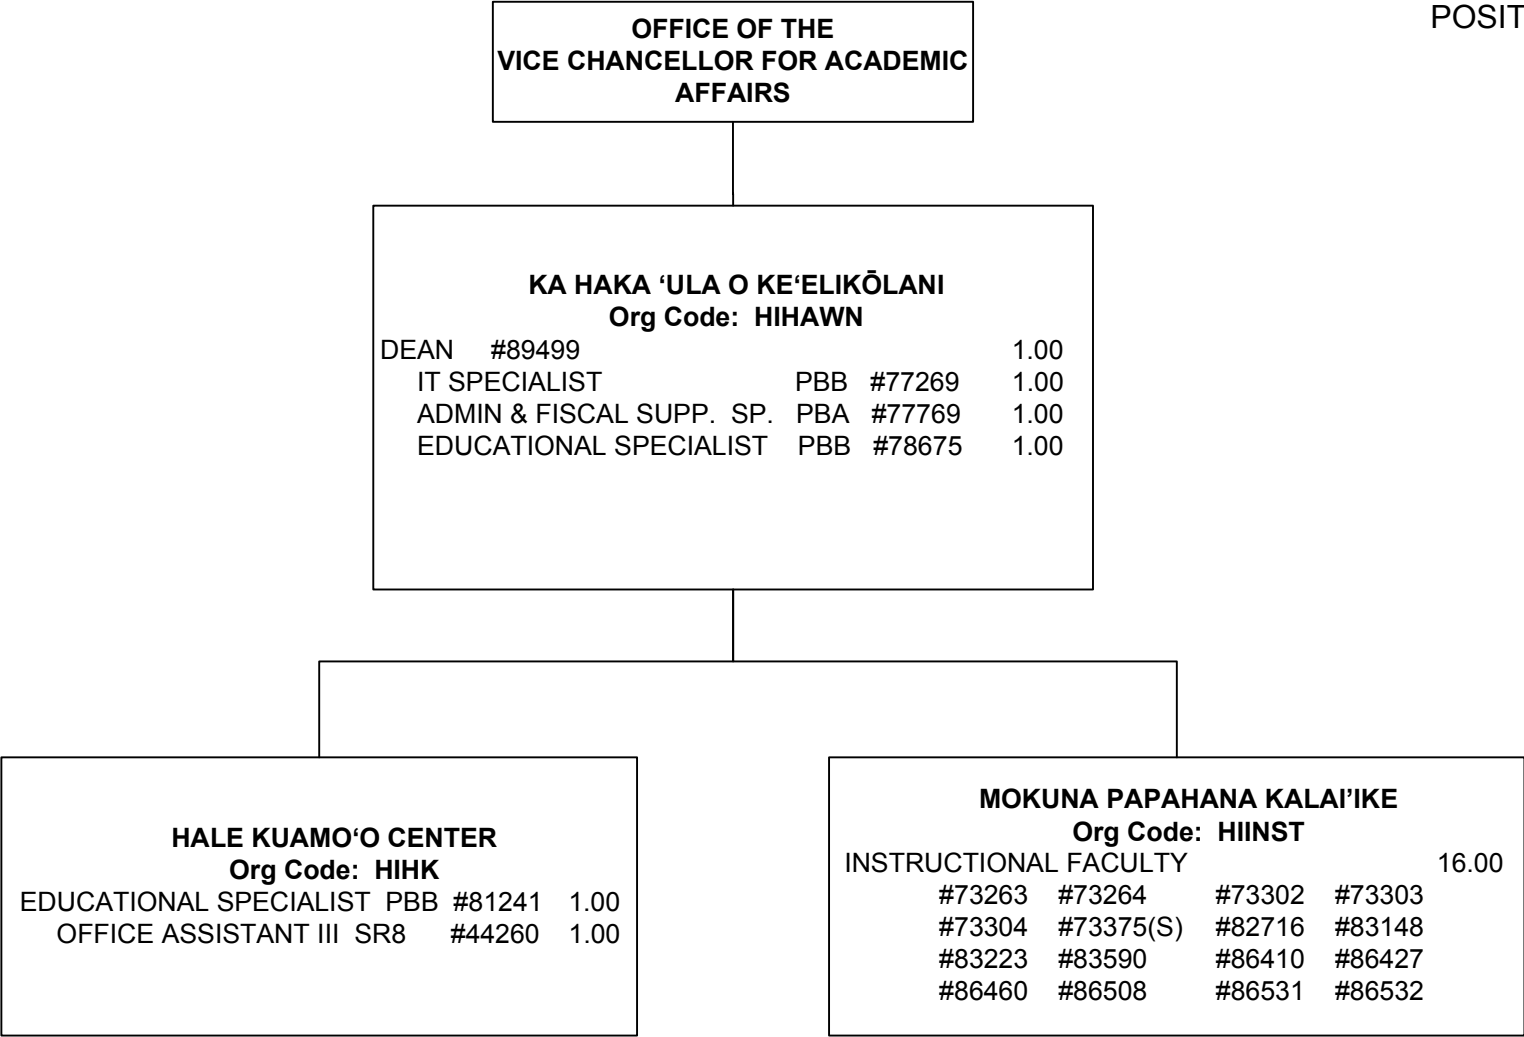 POSIT
OFFICE OF THE
VICE CHANCELLOR FOR ACADEMIC
AFFAIRS
KA HAKA ʻULA O KEʻELIKŌLANI
Org Code: HIHAWN
DEAN #89499 1.00
IT SPECIALIST PBB #77269 1.00
ADMIN & FISCAL SUPP. SP. PBA #77769 1.00
EDUCATIONAL SPECIALIST PBB #78675 1.00
HALE KUAMOʻO CENTER
Org Code: HIHK
EDUCATIONAL SPECIALIST PBB #81241 1.00
OFFICE ASSISTANT III SR8 #44260 1.00
MOKUNA PAPAHANA KALAI’IKE
Org Code: HIINST
INSTRUCTIONAL FACULTY 16.00
#73263 #73264 #73302 #73303
#73304 #73375(S) #82716 #83148
#83223 #83590 #86410 #86427
#86460 #86508 #86531 #86532